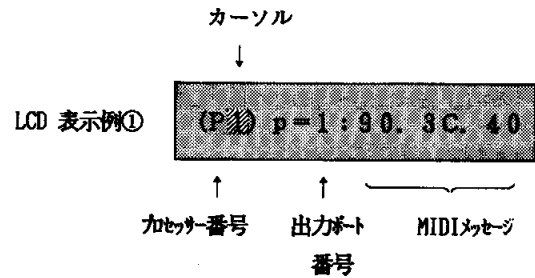 カーソル
↓
LCD 表示例① (P1) p=1:90. 3C. 40
↑ ↑
プロセッサー番号 出力ポート MIDIメッセージ
番号